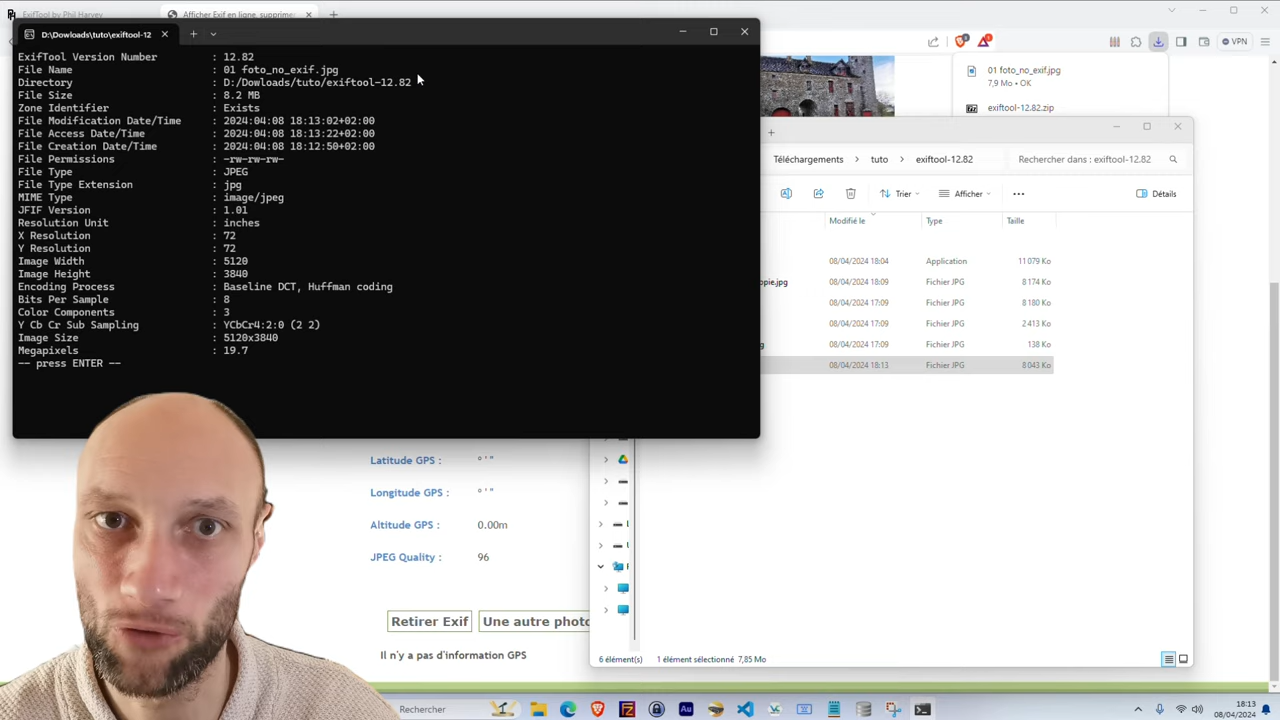 ExifTool by Phil Harvey
Afficher Exif en ligne, supprime
D:\Dowloads\tuto\exiftool-12
ExifTool Version Number : 12.82
File Name : 01 foto_no_exif.jpg
Directory : D:/Dowloads/tuto/exiftool-12.82
File Size : 8.2 MB
Zone Identifier : Exists
File Modification Date/Time : 2024:04:08 18:13:02+02:00
File Access Date/Time : 2024:04:08 18:13:22+02:00
File Creation Date/Time : 2024:04:08 18:12:50+02:00
File Permissions : -rw-rw-rw-
File Type : JPEG
File Type Extension : jpg
MIME Type : image/jpeg
JFIF Version : 1.01
Resolution Unit : inches
X Resolution : 72
Y Resolution : 72
Image Width : 5120
Image Height : 3840
Encoding Process : Baseline DCT, Huffman coding
Bits Per Sample : 8
Color Components : 3
Y Cb Cr Sub Sampling : YCbCr4:2:0 (2 2)
Image Size : 5120x3840
Megapixels : 19.7
-- press ENTER --
VPN
01 foto_no_exif.jpg
7,9 Mo • OK
exiftool-12.82.zip
Téléchargements > tuto > exiftool-12.82
Rechercher dans : exiftool-12.82
Trier
Afficher
Détails
Modifié le Type Taille
08/04/2024 18:04 Application 11 079 Ko
opie.jpg 08/04/2024 18:09 Fichier JPG 8 174 Ko
08/04/2024 17:09 Fichier JPG 8 180 Ko
08/04/2024 17:09 Fichier JPG 2 413 Ko
g 08/04/2024 17:09 Fichier JPG 138 Ko
08/04/2024 18:13 Fichier JPG 8 043 Ko
6 élément(s) 1 élément sélectionné 7,85 Mo
Latitude GPS : ° ' "
Longitude GPS : ° ' "
Altitude GPS : 0.00m
JPEG Quality : 96
Retirer Exif
Une autre photo
Il n'y a pas d'information GPS
Rechercher
18:13
08/04/2024